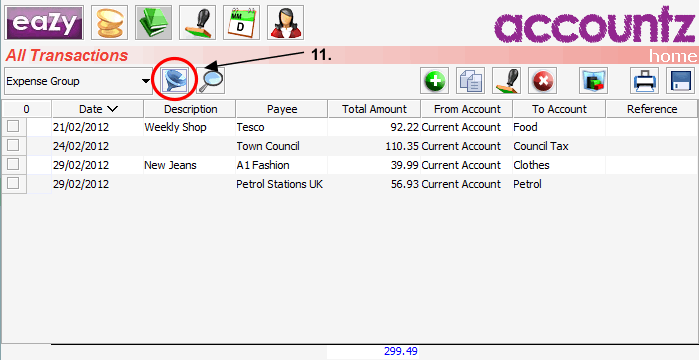 eazy
MM
D
accountz
All Transactions
11.
home
Expense Group
0 Date Description Payee Total Amount From Account To Account Reference
21/02/2012 Weekly Shop Tesco 92.22 Current Account Food
24/02/2012 Town Council 110.35 Current Account Council Tax
29/02/2012 New Jeans A1 Fashion 39.99 Current Account Clothes
29/02/2012 Petrol Stations UK 56.93 Current Account Petrol
299.49